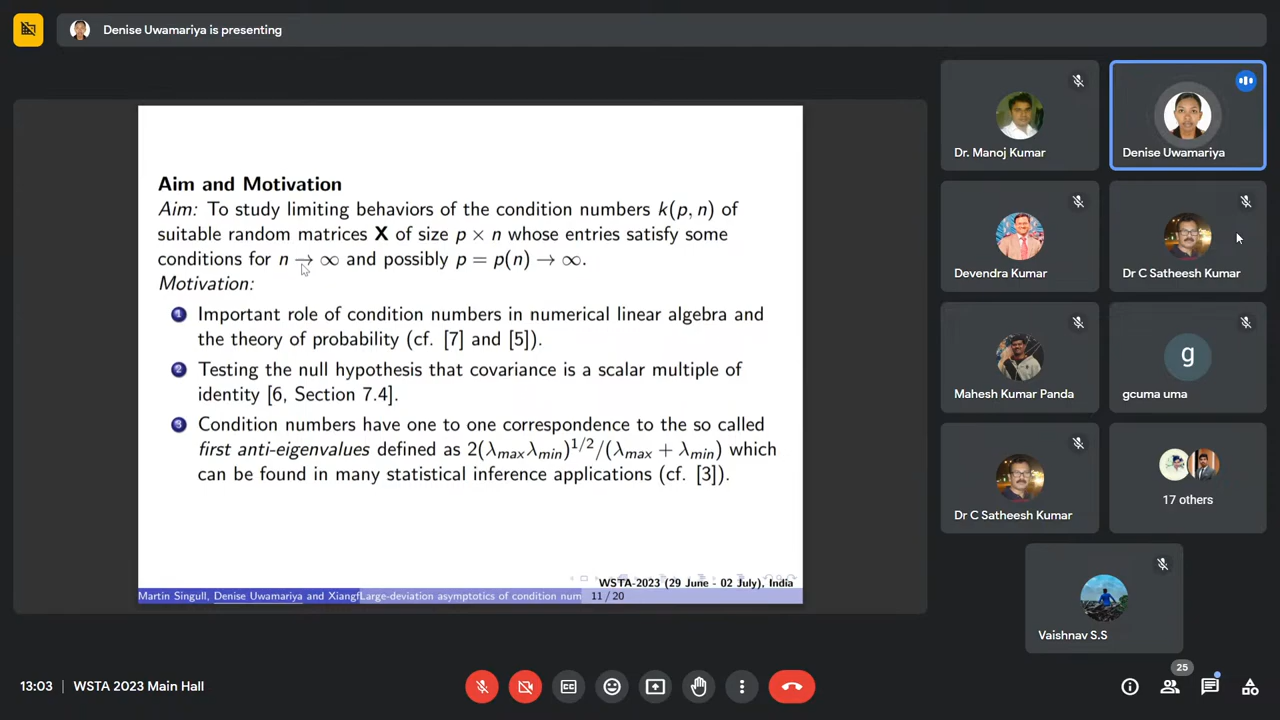 Denise Uwamariya is presenting
Aim and Motivation
Aim: To study limiting behaviors of the condition numbers k(p, n) of
suitable random matrices X of size p × n whose entries satisfy some
conditions for n → ∞ and possibly p = p(n) → ∞.
Motivation:
1 Important role of condition numbers in numerical linear algebra and
the theory of probability (cf. [7] and [5]).
2 Testing the null hypothesis that covariance is a scalar multiple of
identity [6, Section 7.4].
3 Condition numbers have one to one correspondence to the so called
first anti-eigenvalues defined as 2(λmaxλmin)^1/2/(λmax + λmin) which
can be found in many statistical inference applications (cf. [3]).
WSTA-2023 (29 June - 02 July), India
Martin Singull, Denise Uwamariya and Xiangf Large-deviation asymptotics of condition num 11 / 20
Dr. Manoj Kumar
Denise Uwamariya
Devendra Kumar
Dr C Satheesh Kumar
Mahesh Kumar Panda
g
gcuma uma
Dr C Satheesh Kumar
17 others
Vaishnav S.S
13:03 | WSTA 2023 Main Hall
25